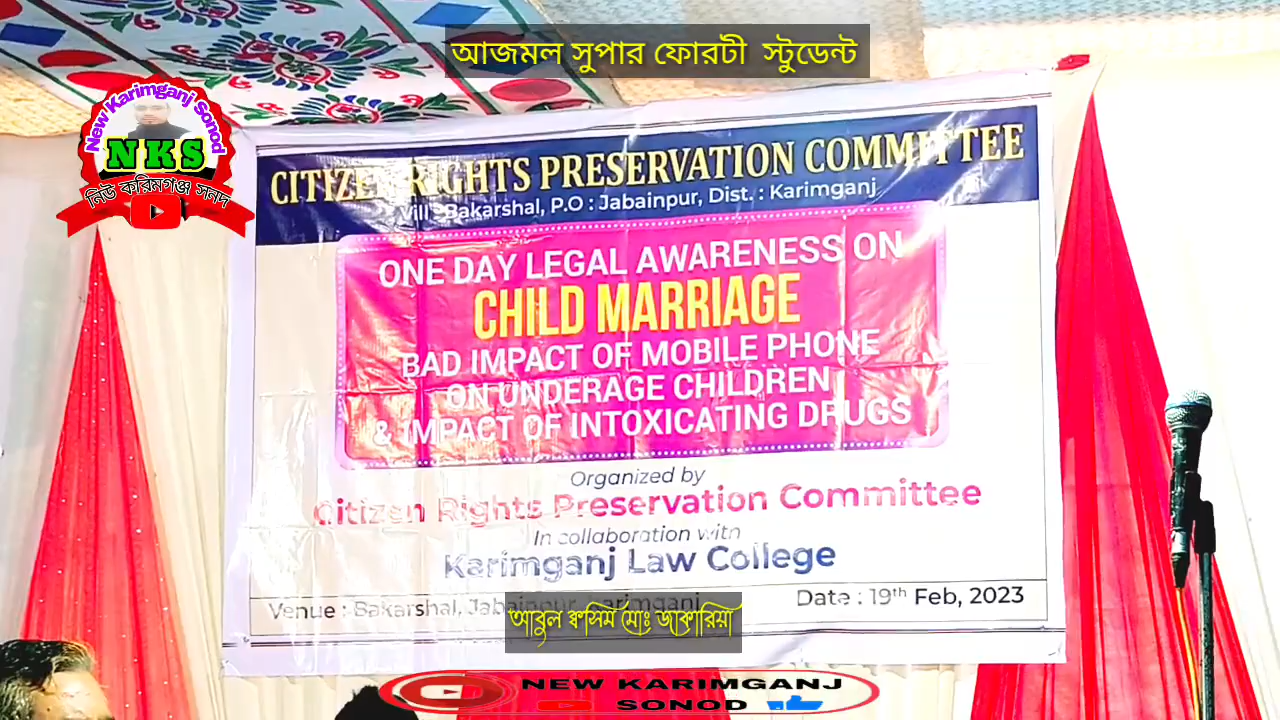 আজমল সুপার ফোরটী স্টুডেন্ট
New Karimganj Sonod
NKS
নিউ করিমগঞ্জ সনদ
CITIZEN RIGHTS PRESERVATION COMMITTEE
Vill : Bakarshal, P.O : Jabainpur, Dist. : Karimganj
ONE DAY LEGAL AWARENESS ON
CHILD MARRIAGE
BAD IMPACT OF MOBILE PHONE
ON UNDERAGE CHILDREN
& IMPACT OF INTOXICATING DRUGS
Organized by
Citizen Rights Preservation Committee
In collaboration with
Karimganj Law College
Venue : Bakarshal, Jabainpur, Karimganj
Date : 19th Feb, 2023
আবুল ক্বসিম মোঃ জাকারিয়া
NEW KARIMGANJ
SONOD